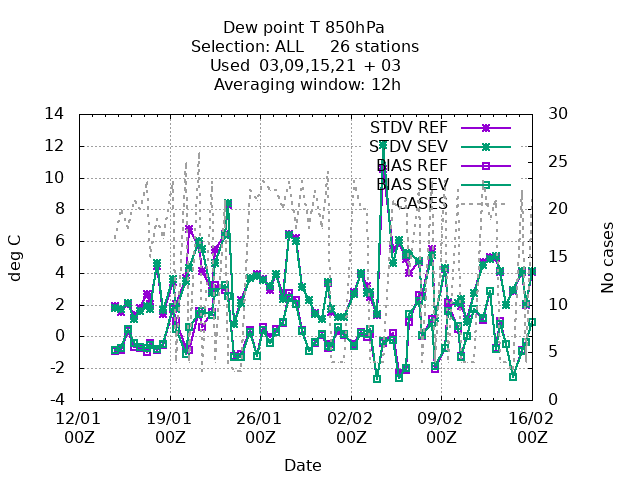 Dew point T 850hPa
Selection: ALL 26 stations
Used 03,09,15,21 + 03
Averaging window: 12h
14 30
12 25
10 20
8
6 15
4
2 10
0 5
-2
-4 0
deg C
No cases
STDV REF
STDV SEV
BIAS REF
BIAS SEV
CASES
12/01 19/01 26/01 02/02 09/02 16/02
00Z 00Z 00Z 00Z 00Z 00Z
Date